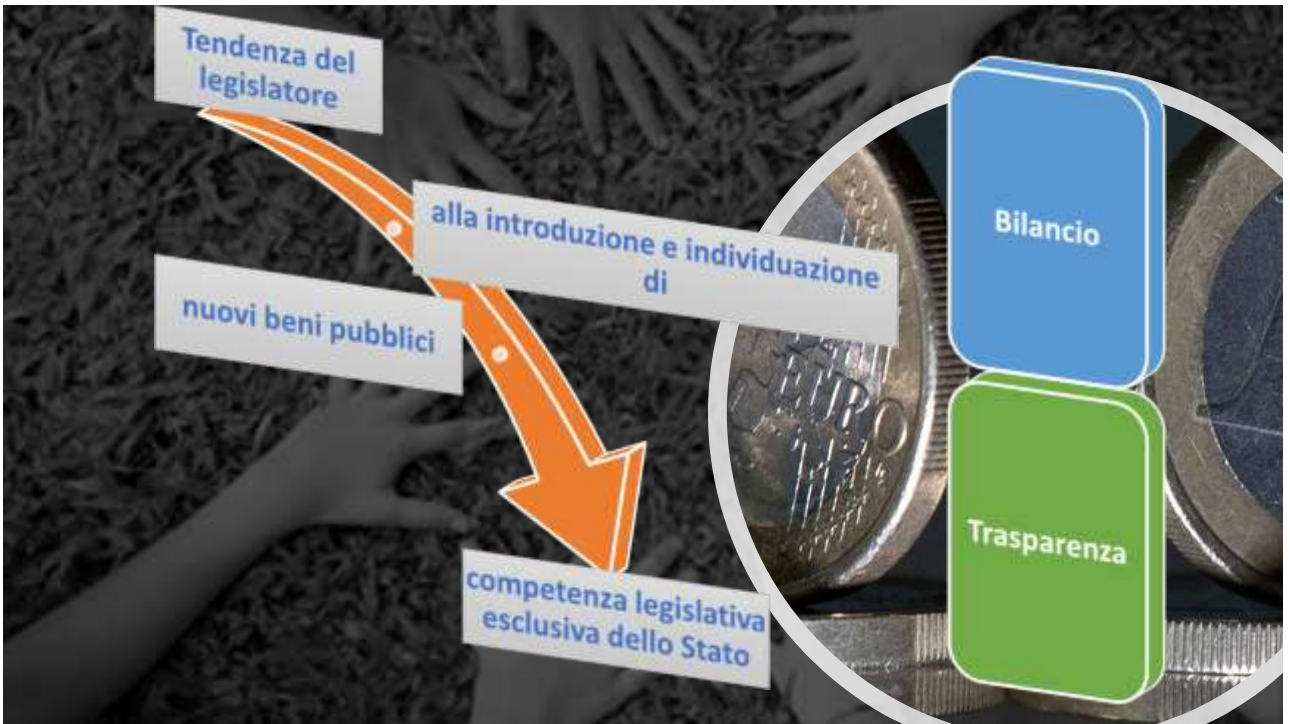 Tendenza del
legislatore
alla introduzione e individuazione
di
nuovi beni pubblici
competenza legislativa
esclusiva dello Stato
Bilancio
Trasparenza
EURO